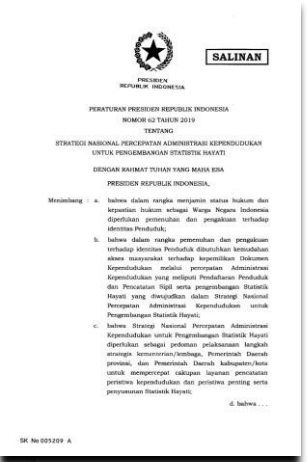 SALINAN
PRESIDEN
REPUBLIK INDONESIA
PERATURAN PRESIDEN REPUBLIK INDONESIA
NOMOR 62 TAHUN 2019
TENTANG
STRATEGI NASIONAL PERCEPATAN ADMINISTRASI KEPENDUDUKAN
UNTUK PENGEMBANGAN STATISTIK HAYATI
DENGAN RAHMAT TUHAN YANG MAHA ESA
PRESIDEN REPUBLIK INDONESIA,
Menimbang : a. bahwa dalam rangka menjamin status hukum dan
kepastian hukum sebagai Warga Negara Indonesia
diperlukan pemenuhan dan pengakuan terhadap
identitas Penduduk;
b. bahwa dalam rangka pemenuhan dan pengakuan
terhadap identitas Penduduk dibutuhkan kemudahan
akses masyarakat terhadap kepemilikan Dokumen
Kependudukan melalui percepatan Administrasi
Kependudukan yang meliputi Pendaftaran Penduduk
dan Pencatatan Sipil serta pengembangan Statistik
Hayati yang diwujudkan dalam Strategi Nasional
Percepatan Administrasi Kependudukan untuk
Pengembangan Statistik Hayati;
c. bahwa Strategi Nasional Percepatan Administrasi
Kependudukan untuk Pengembangan Statistik Hayati
diperlukan sebagai pedoman pelaksanaan langkah
strategis kementerian/lembaga, Pemerintah Daerah
provinsi, dan Pemerintah Daerah kabupaten/kota
untuk mempercepat cakupan layanan pencatatan
peristiwa kependudukan dan peristiwa penting serta
penyusunan Statistik Hayati;
d. bahwa . . .
SK No 005209 A